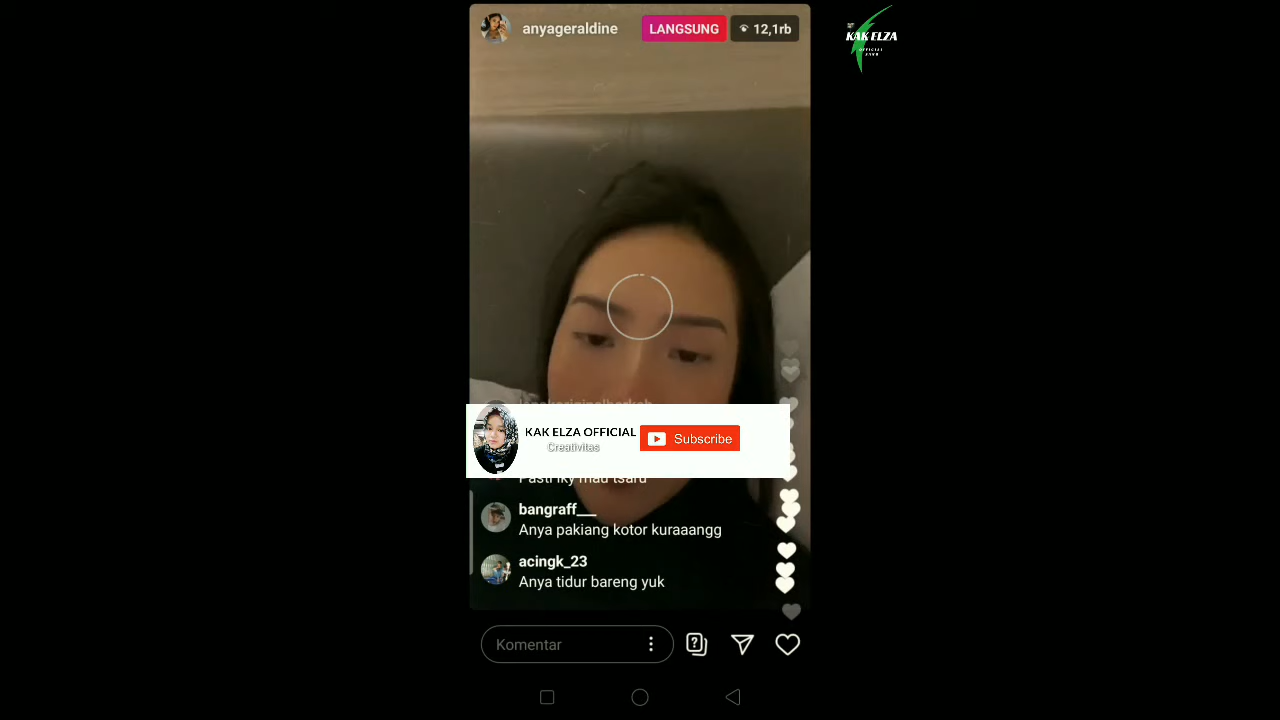 anyageraldine
LANGSUNG
12,1rb
KAK ELZA
OFFICIAL
KAK ELZA OFFICIAL
Creativitas
Subscribe
bangraff___
Anya pakiang kotor kuraaangg
acingk_23
Anya tidur bareng yuk
Komentar